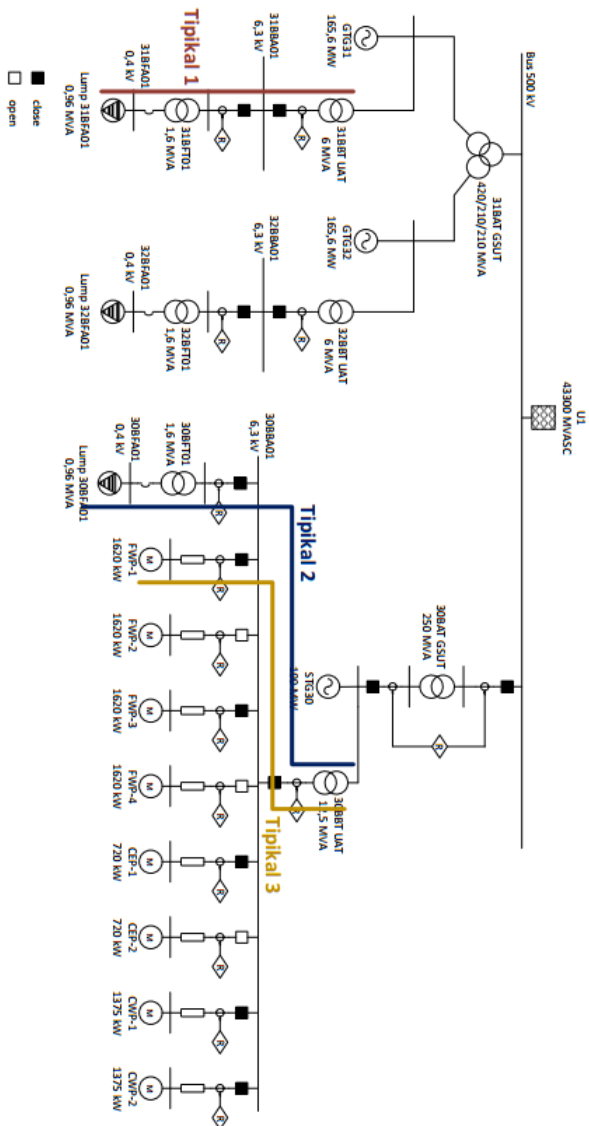 Bus 500 kV
U1
43300 MVASC
31BAT GSUT
420/210/210 MVA
GTG31
165,6 MW
GTG32
165,6 MW
30BAT GSUT
250 MVA
STG30
100 MW
31BBT UAT
6 MVA
32BBT UAT
6 MVA
30BBT UAT
12,5 MVA
31BBA01
6,3 kV
32BBA01
6,3 kV
30BBA01
6,3 kV
Tipikal 1
Tipikal 2
Tipikal 3
R
R
R
R
31BFT01
1,6 MVA
32BFT01
1,6 MVA
30BFT01
1,6 MVA
R
R
R
R
R
R
R
R
R
R
R
31BFA01
0,4 kV
32BFA01
0,4 kV
30BFA01
0,4 kV
Lump 31BFA01
0,96 MVA
Lump 32BFA01
0,96 MVA
Lump 30BFA01
0,96 MVA
M
FWP-1
1620 kW
M
FWP-2
1620 kW
M
FWP-3
1620 kW
M
FWP-4
1620 kW
M
CEP-1
720 kW
M
CEP-2
720 kW
M
CWP-1
1375 kW
M
CWP-2
1375 kW
close
open